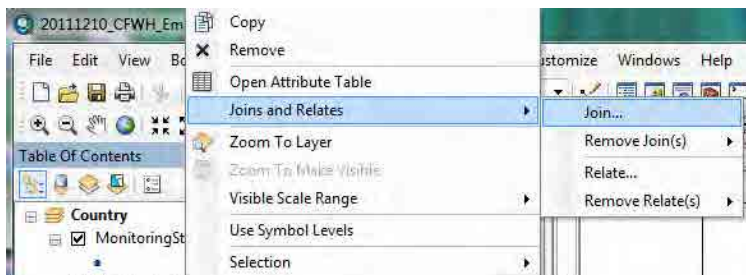 20111210_CFWH_Em
File Edit View Bo
stomize Windows Help
Table Of Contents
Country
MonitoringSt
Copy
Remove
Open Attribute Table
Joins and Relates
Zoom To Layer
Zoom To Make Visible
Visible Scale Range
Use Symbol Levels
Selection
Join...
Remove Join(s)
Relate...
Remove Relate(s)